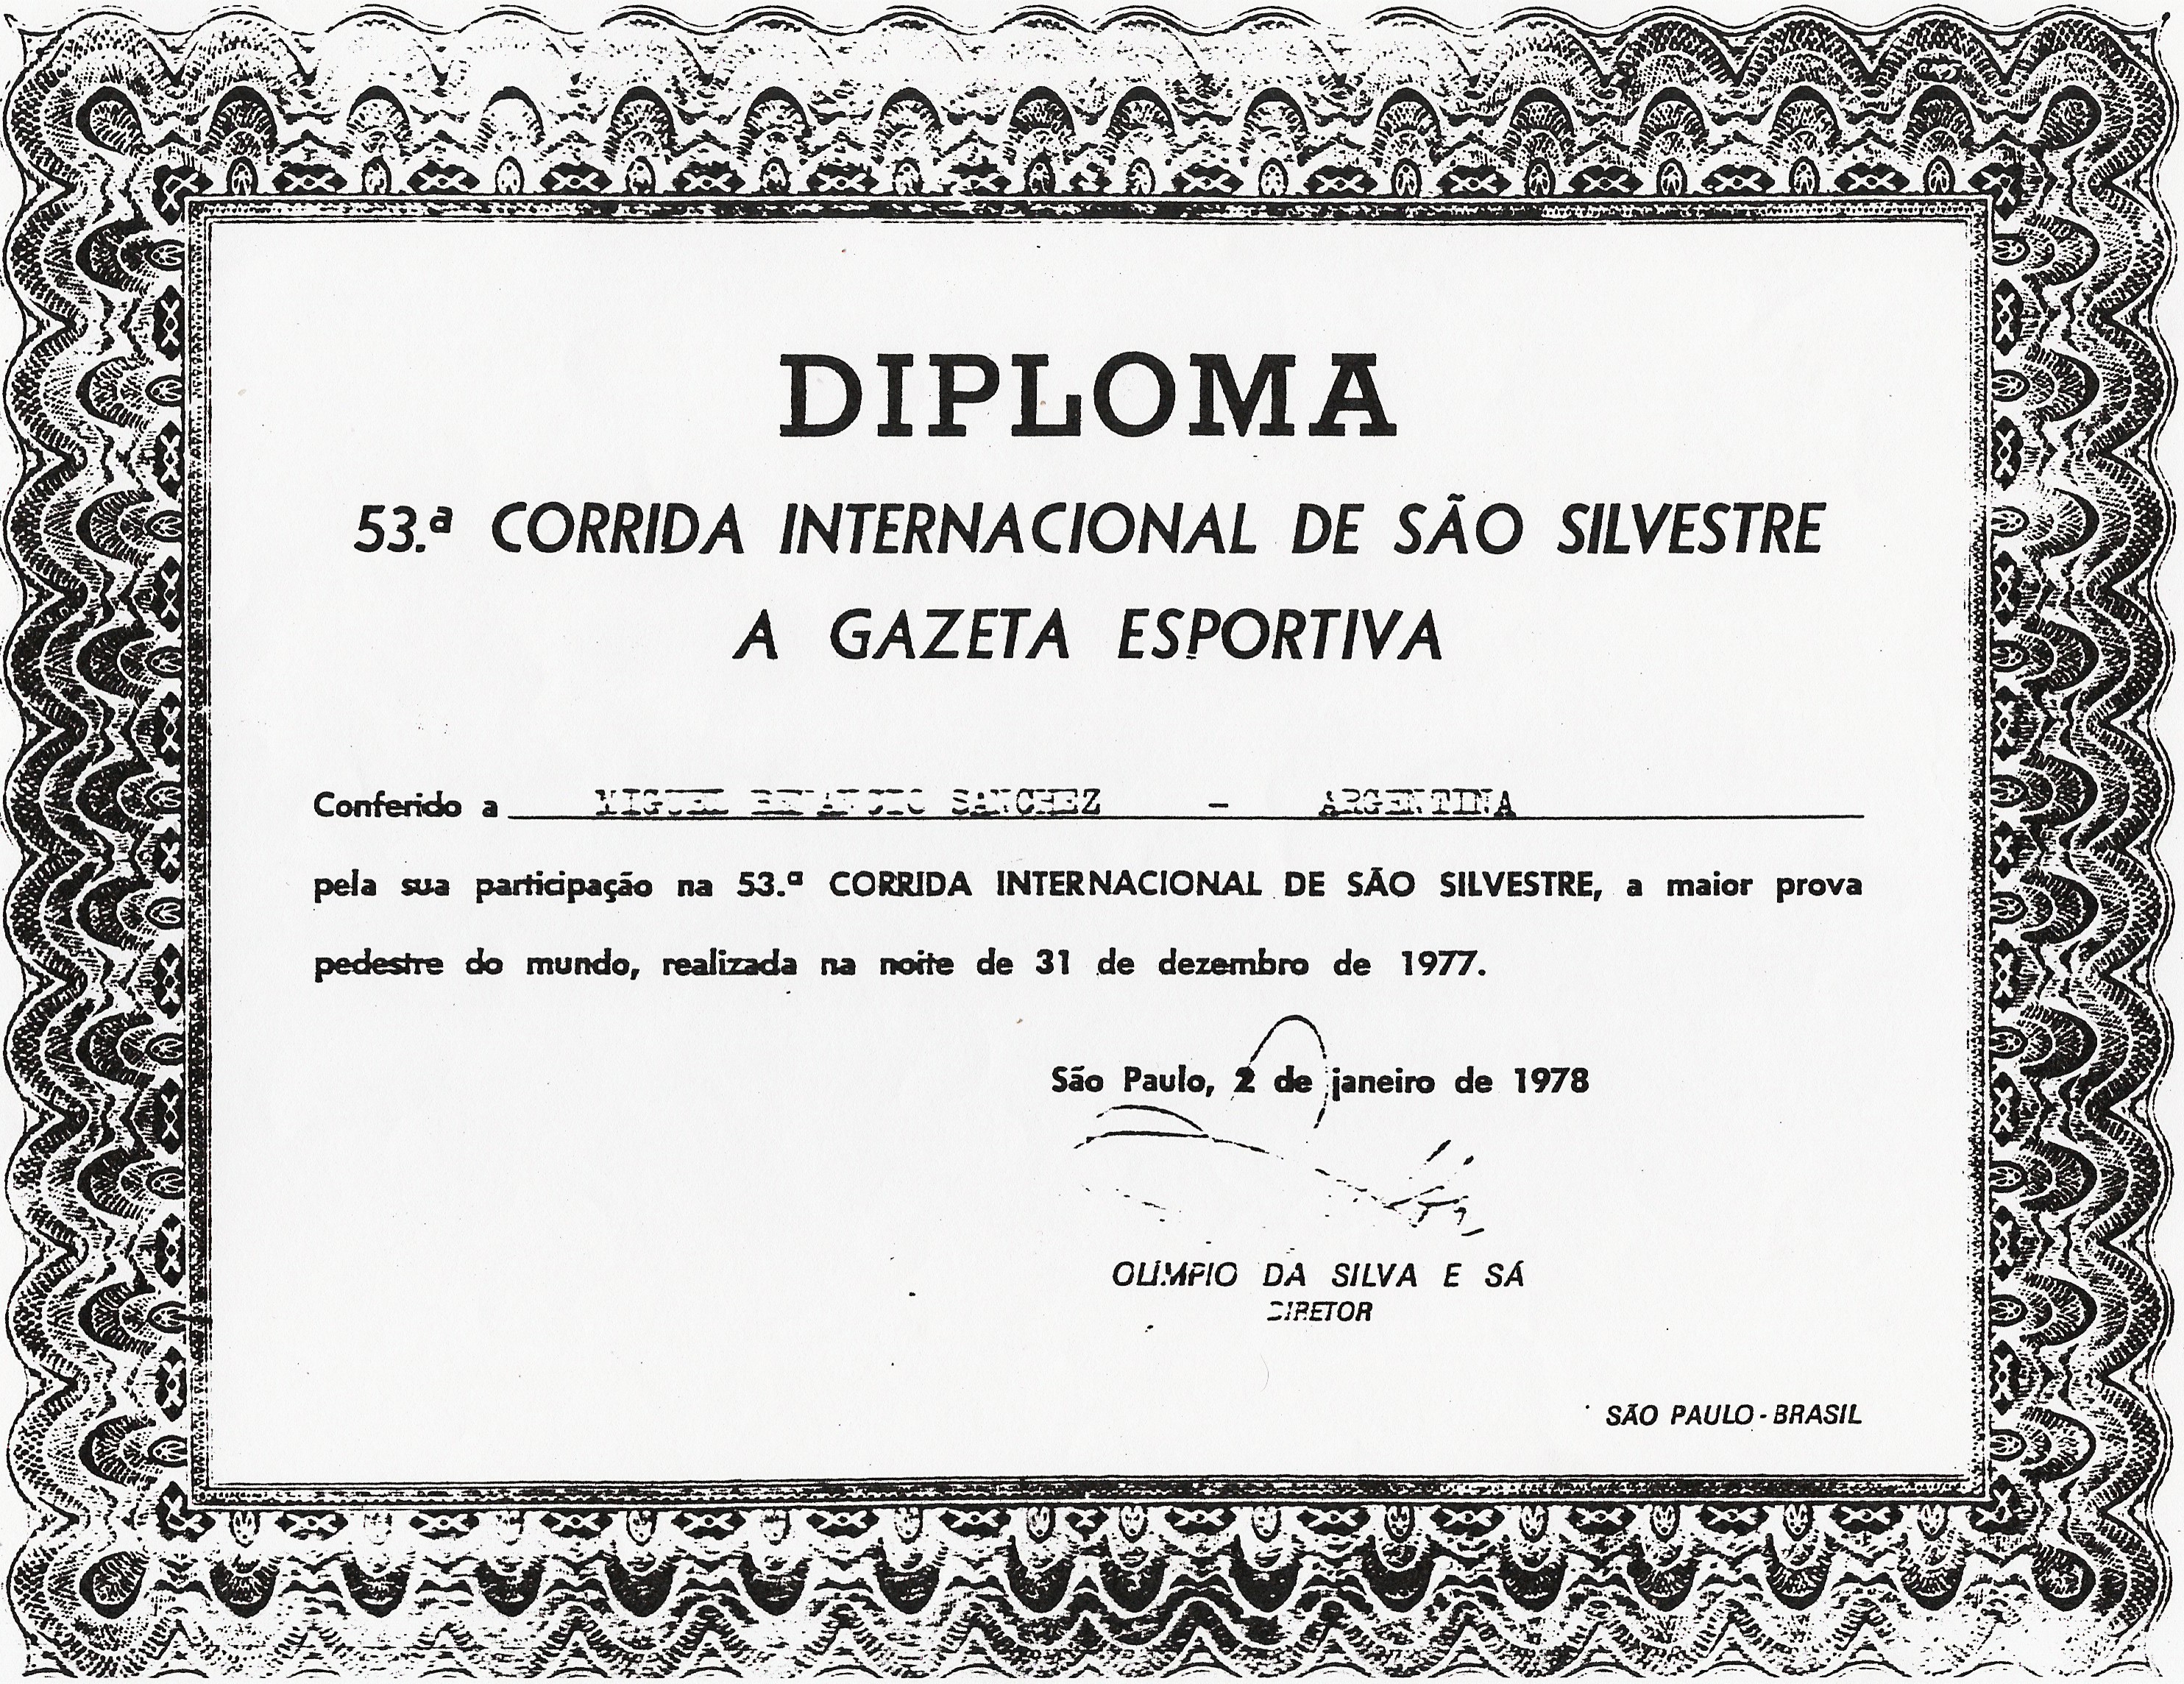 DIPLOMA
53.ª CORRIDA INTERNACIONAL DE SÃO SILVESTRE
A GAZETA ESPORTIVA
Conferido a MIGUEL SANCHEZ - ARGENTINA
pela sua participação na 53.ª CORRIDA INTERNACIONAL DE SÃO SILVESTRE, a maior prova
pedestre do mundo, realizada na noite de 31 de dezembro de 1977.
São Paulo, 2 de janeiro de 1978
OLÍMPIO DA SILVA E SÁ
DIRETOR
SÃO PAULO - BRASIL